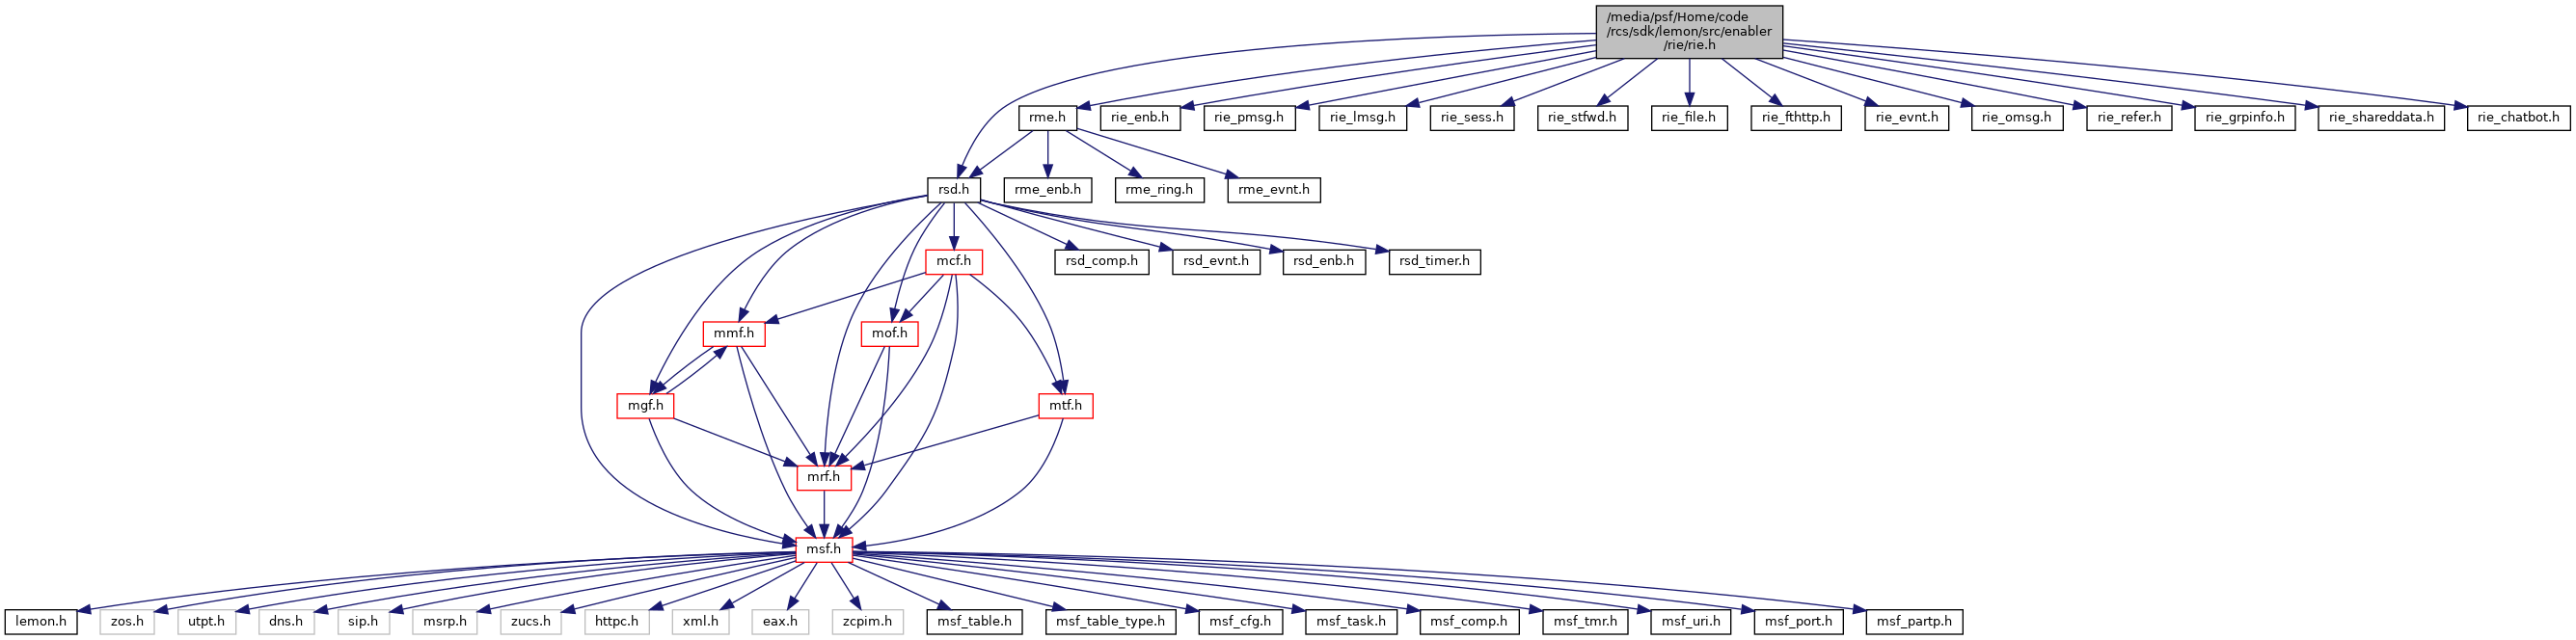 /media/psf/Home/code
/rcs/sdk/lemon/src/enabler
/rie/rie.h
rme.h
rie_enb.h
rie_pmsg.h
rie_lmsg.h
rie_sess.h
rie_stfwd.h
rie_file.h
rie_fthttp.h
rie_evnt.h
rie_omsg.h
rie_refer.h
rie_grpinfo.h
rie_shareddata.h
rie_chatbot.h
rsd.h
rme_enb.h
rme_ring.h
rme_evnt.h
mcf.h
rsd_comp.h
rsd_evnt.h
rsd_enb.h
rsd_timer.h
mmf.h
mof.h
mgf.h
mtf.h
mrf.h
msf.h
lemon.h
zos.h
utpt.h
dns.h
sip.h
msrp.h
zucs.h
httpc.h
xml.h
eax.h
zcpim.h
msf_table.h
msf_table_type.h
msf_cfg.h
msf_task.h
msf_comp.h
msf_tmr.h
msf_uri.h
msf_port.h
msf_partp.h